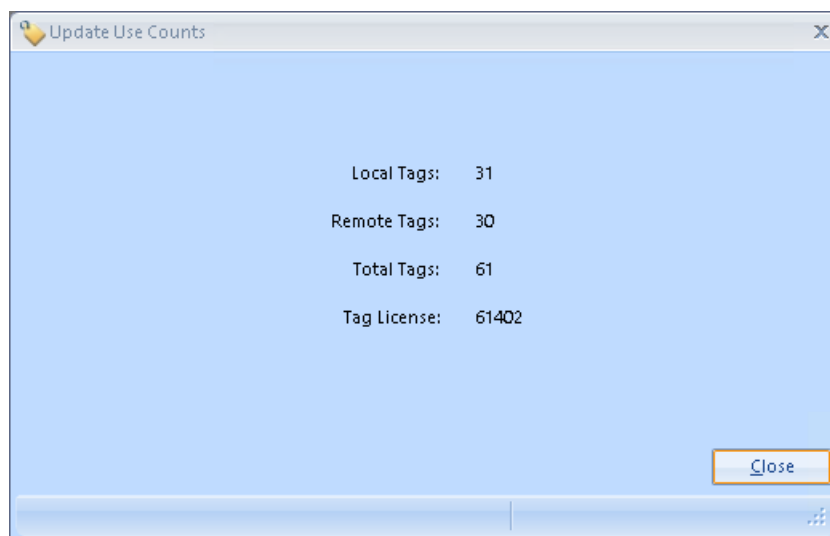 Update Use Counts
Local Tags: 31
Remote Tags: 30
Total Tags: 61
Tag License: 61402
Close